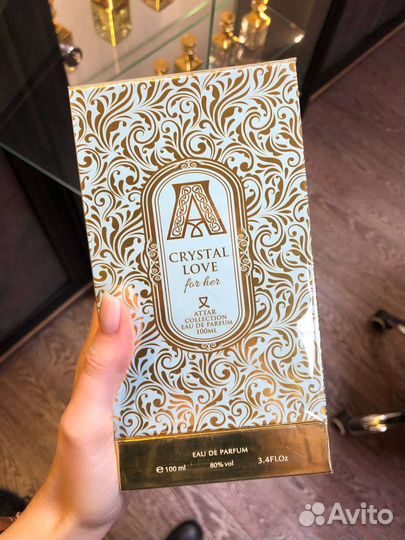 A
CRYSTAL
LOVE
for her
ATTAR
COLLECTION
EAU DE PARFUM
100ML
EAU DE PARFUM
e 100 ml 80% vol 3.4Fl.Oz
Avito